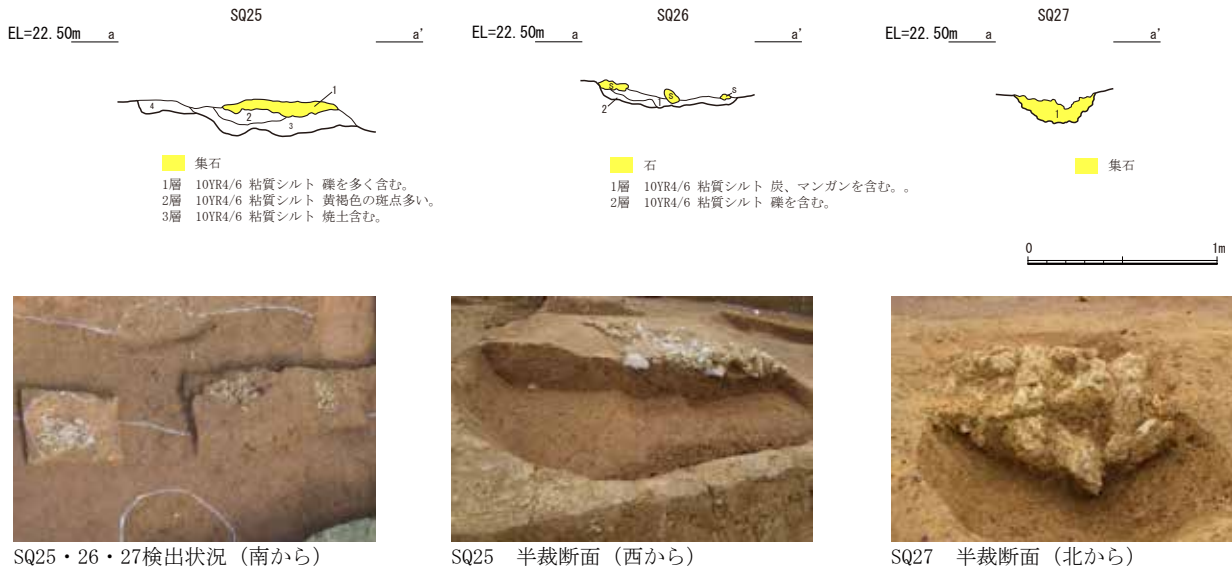 SQ25
EL=22.50m a a'
1
4
2
3
集石
1層 10YR4/6 粘質シルト 礫を多く含む。
2層 10YR4/6 粘質シルト 黄褐色の斑点多い。
3層 10YR4/6 粘質シルト 焼土含む。
SQ26
EL=22.50m a a'
S
S
S
1
2
石
1層 10YR4/6 粘質シルト 炭、マンガンを含む。。
2層 10YR4/6 粘質シルト 礫を含む。
SQ27
EL=22.50m a a'
1
集石
0 1m
SQ25・26・27検出状況（南から）
SQ25 半裁断面（西から）
SQ27 半裁断面（北から）